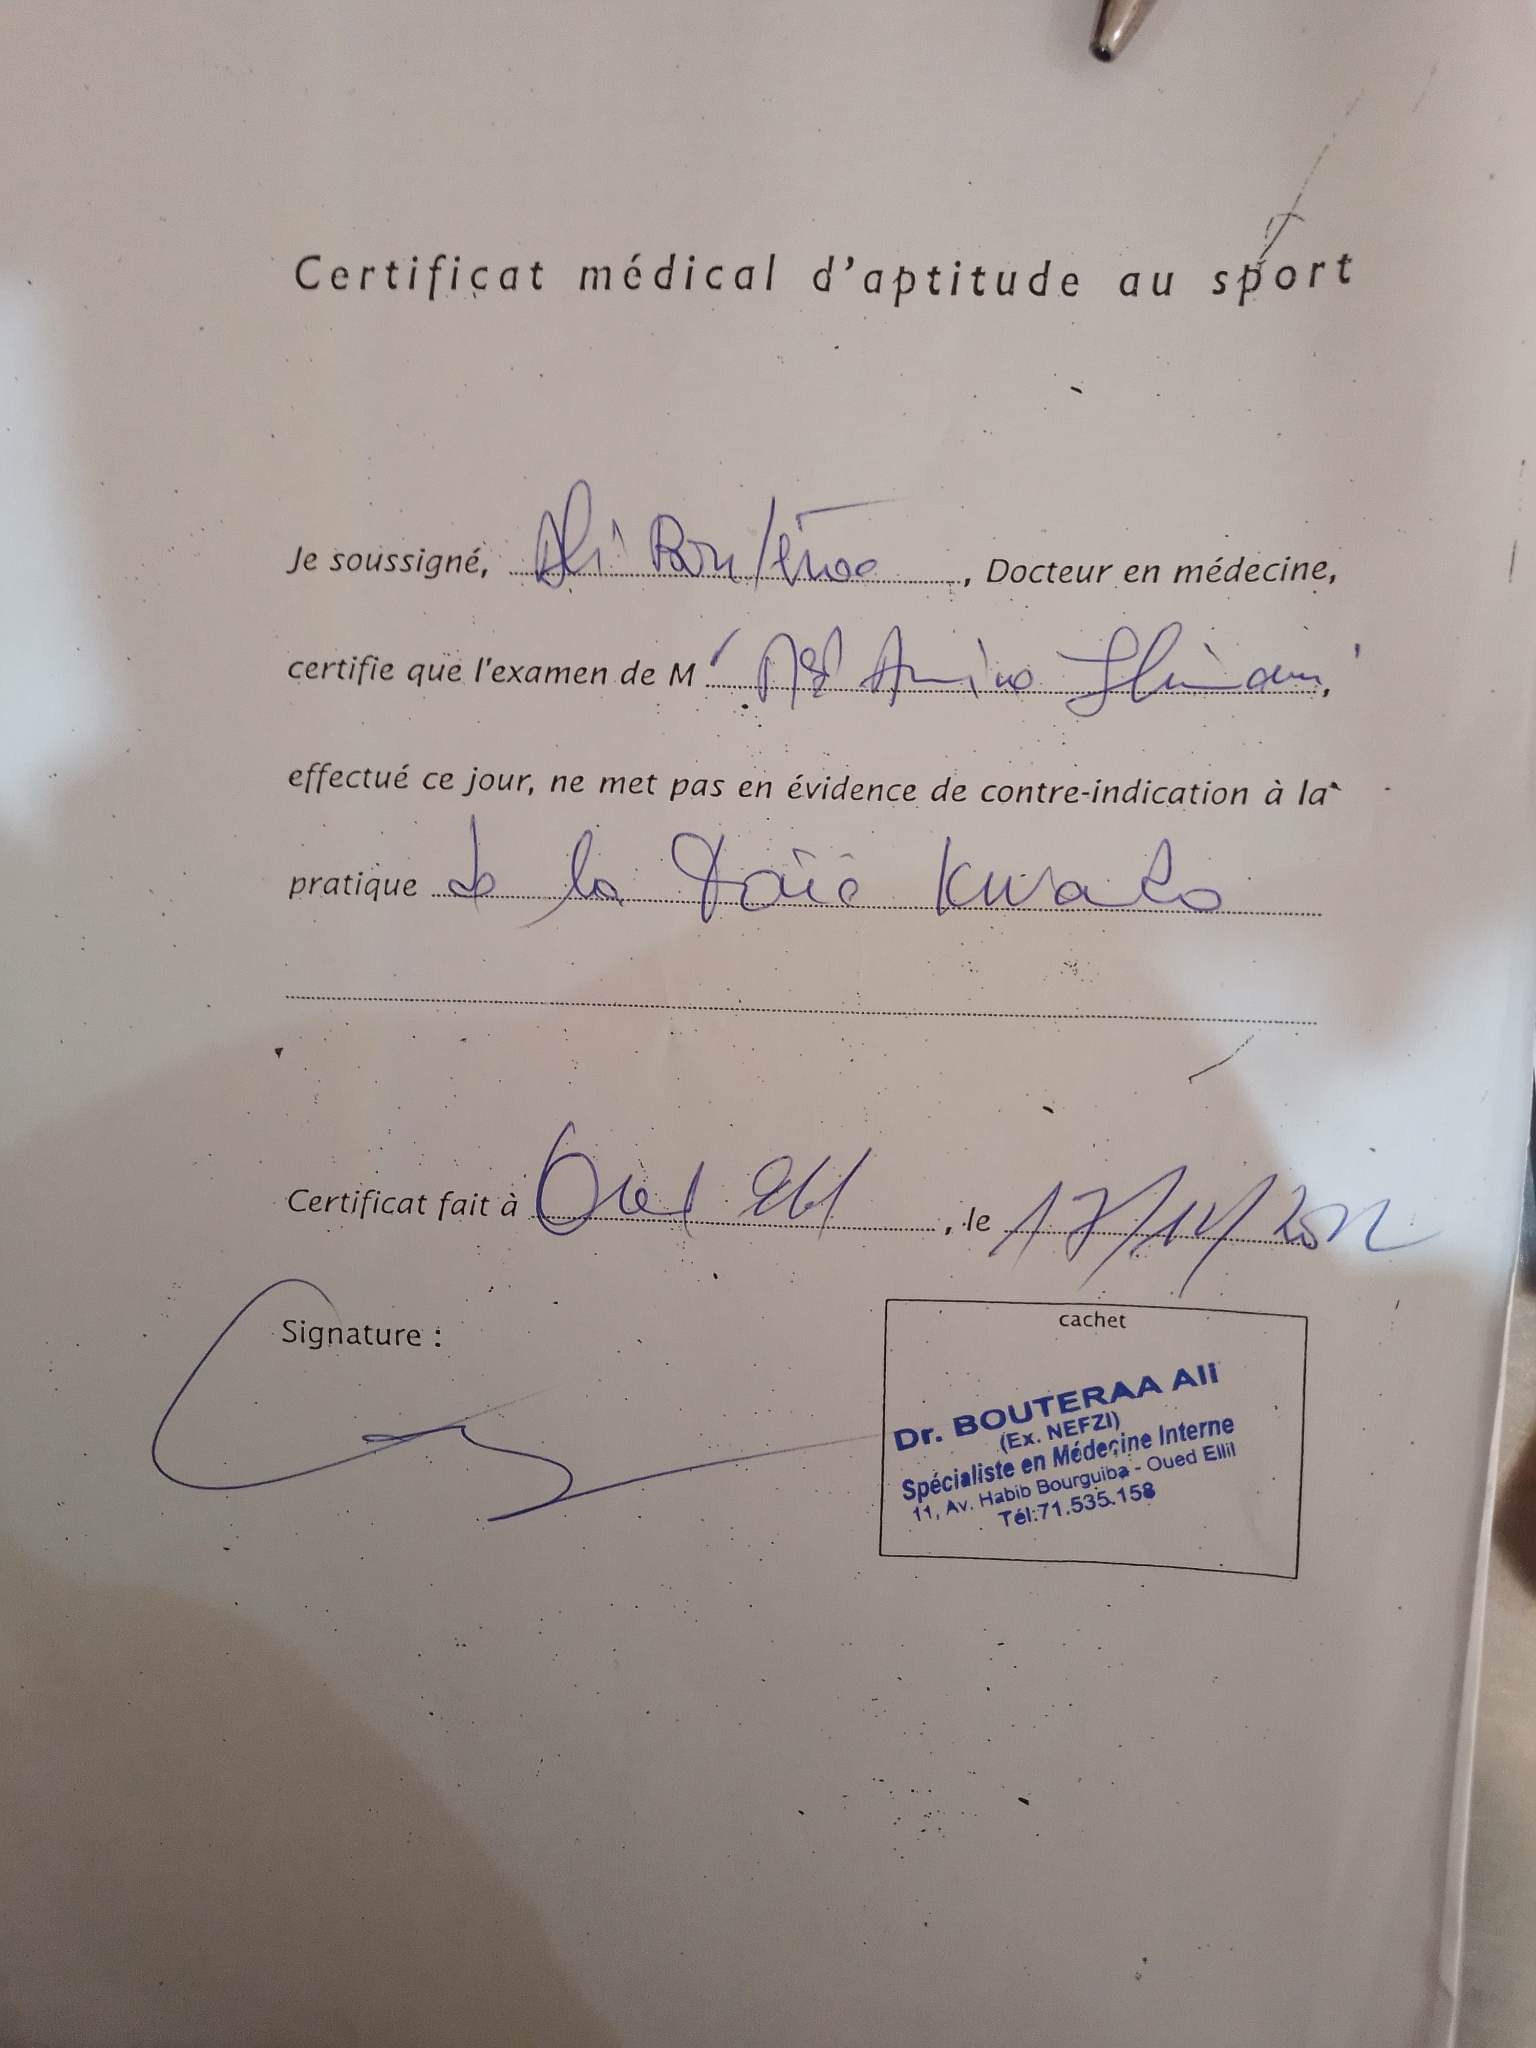 Certificat médical d'aptitude au sport
Je soussigné, Ali Bouteraa, Docteur en médecine,
certifie que l'examen de M Amine,
effectué ce jour, ne met pas en évidence de contre-indication à la
pratique de la
Certificat fait à Oued Ellil, le
Signature :
cachet
Dr. BOUTERAA Ali
(Ex. NEFZI)
Spécialiste en Médecine Interne
11, Av. Habib Bourguiba - Oued Ellil
Tél:71.535.158